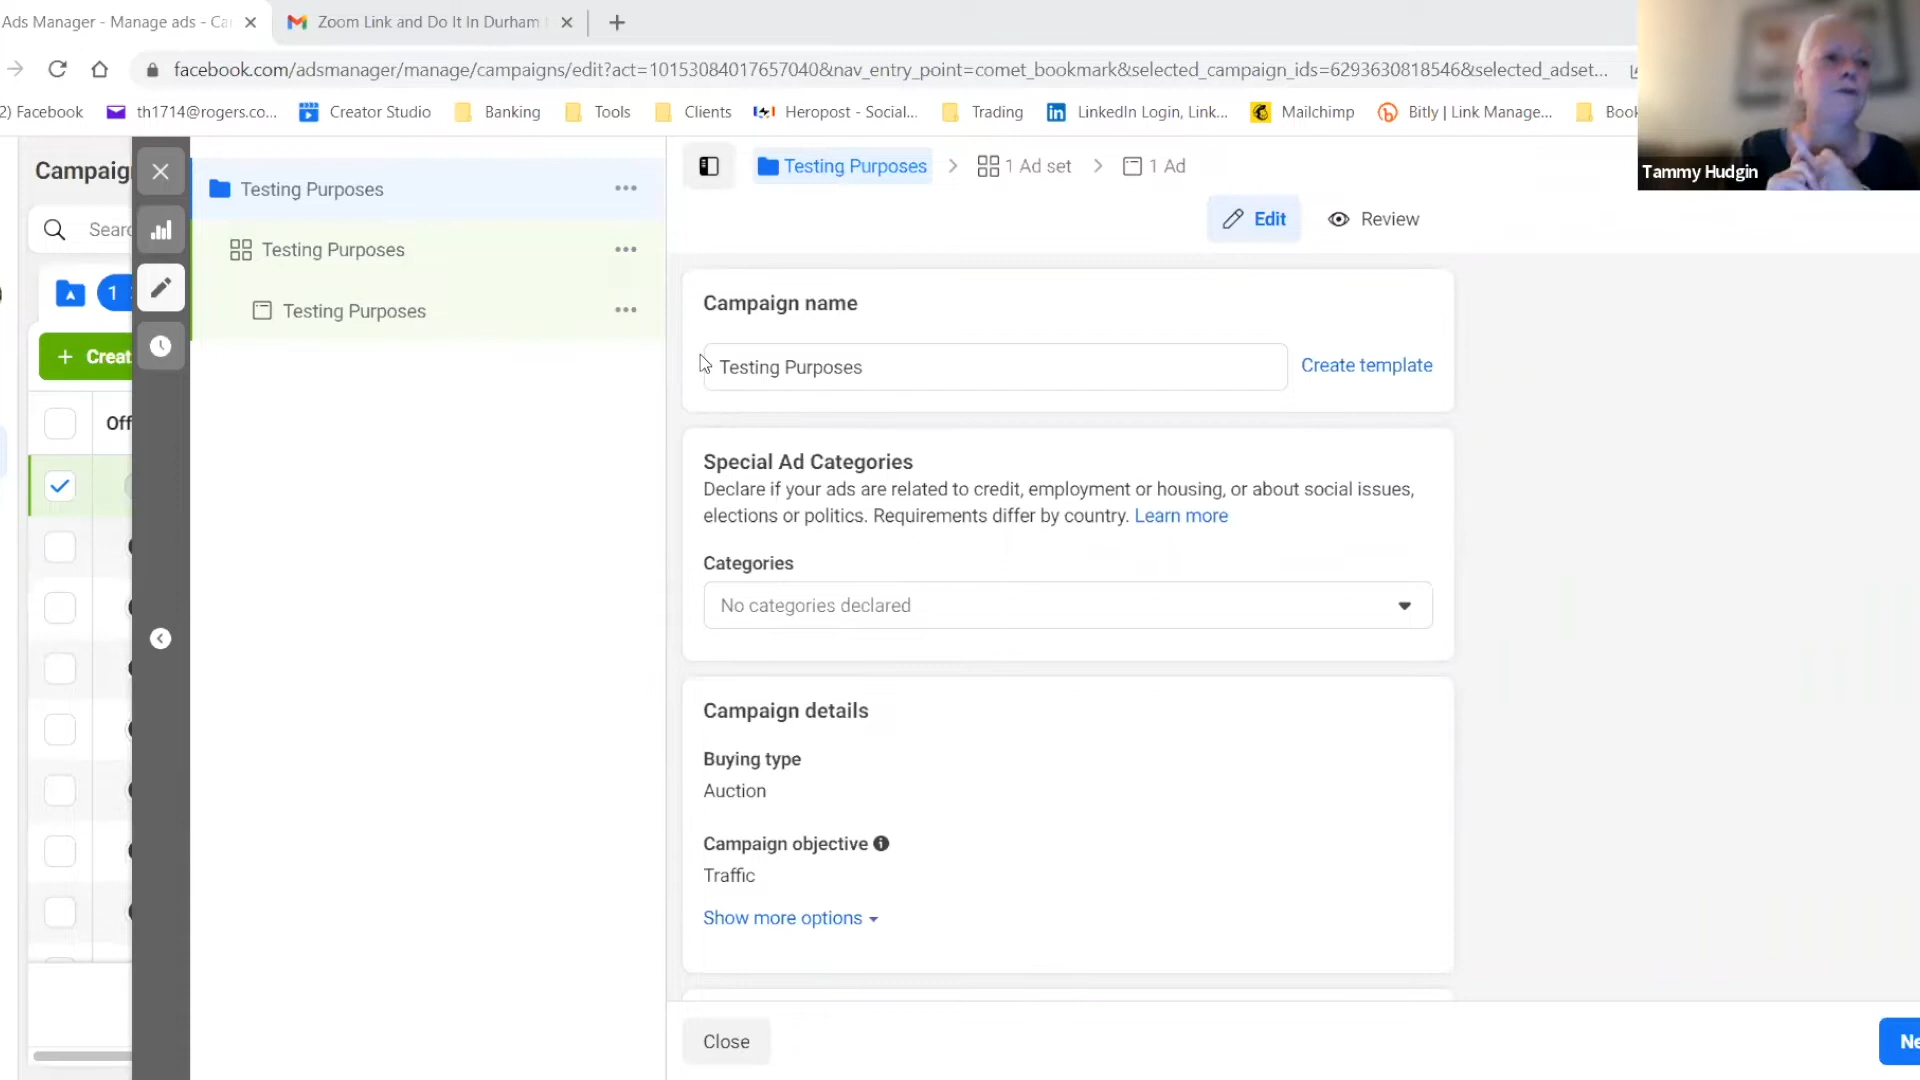 Ads Manager - Manage ads - Ca
Zoom Link and Do It In Durham
facebook.com/adsmanager/manage/campaigns/edit?act=10153084017657040&nav_entry_point=comet_bookmark&selected_campaign_ids=6293630818546&selected_adset...
2) Facebook
th1714@rogers.co...
Creator Studio
Banking
Tools
Clients
Heropost - Social...
Trading
LinkedIn Login, Link...
Mailchimp
Bitly | Link Manage...
Book
Tammy Hudgin
Campaig
Sear
1
+ Creat
Off
Testing Purposes
Testing Purposes
Testing Purposes
Testing Purposes > 1 Ad set > 1 Ad
Edit
Review
Campaign name
Testing Purposes
Create template
Special Ad Categories
Declare if your ads are related to credit, employment or housing, or about social issues,
elections or politics. Requirements differ by country. Learn more
Categories
No categories declared
Campaign details
Buying type
Auction
Campaign objective
Traffic
Show more options
Close
Ne